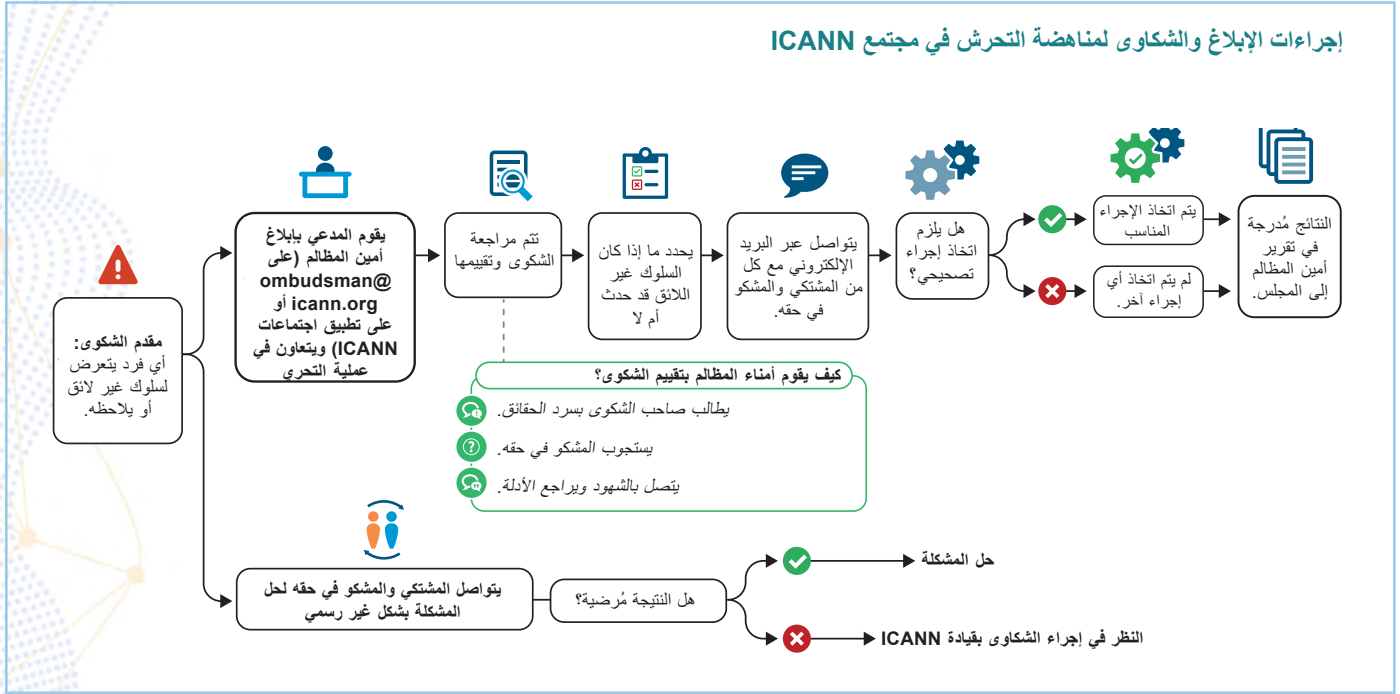 إجراءات الإبلاغ والشكاوى لمناهضة التحرش في مجتمع ICANN
مقدم الشكوى:
أي فرد يتعرض
لسلوك غير لائق
أو يلاحظه.
يقوم المدعي بإبلاغ
أمين المظالم (على
ombudsman@
icann.org أو
على تطبيق اجتماعات
ICANN) ويتعاون في
عملية التحري
تتم مراجعة
الشكوى وتقييمها
يحدد ما إذا كان
السلوك غير
اللائق قد حدث
أم لا
يتواصل عبر البريد
الإلكتروني مع كل
من المشتكي والمشكو
في حقه.
هل يلزم
اتخاذ إجراء
تصحيحي؟
يتم اتخاذ الإجراء
المناسب
لم يتم اتخاذ أي
إجراء آخر.
النتائج مُدرجة
في تقرير
أمين المظالم
إلى المجلس.
كيف يقوم أمناء المظالم بتقييم الشكوى؟
يطالب صاحب الشكوى بسرد الحقائق.
يستجوب المشكو في حقه.
يتصل بالشهود ويراجع الأدلة.
يتواصل المشتكي والمشكو في حقه لحل
المشكلة بشكل غير رسمي
هل النتيجة مُرضية؟
حل المشكلة
النظر في إجراء الشكاوى بقيادة ICANN